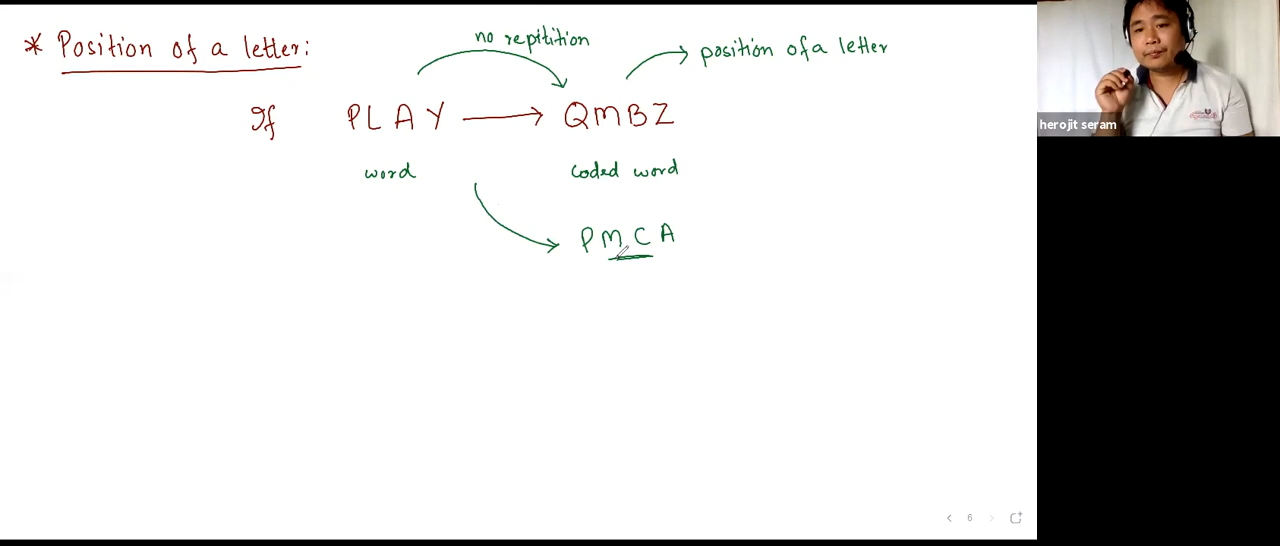 * Position of a letter:
no repitition
position of a letter
If PLAY → QMBZ
herojit seram
word coded word
PMCA
6